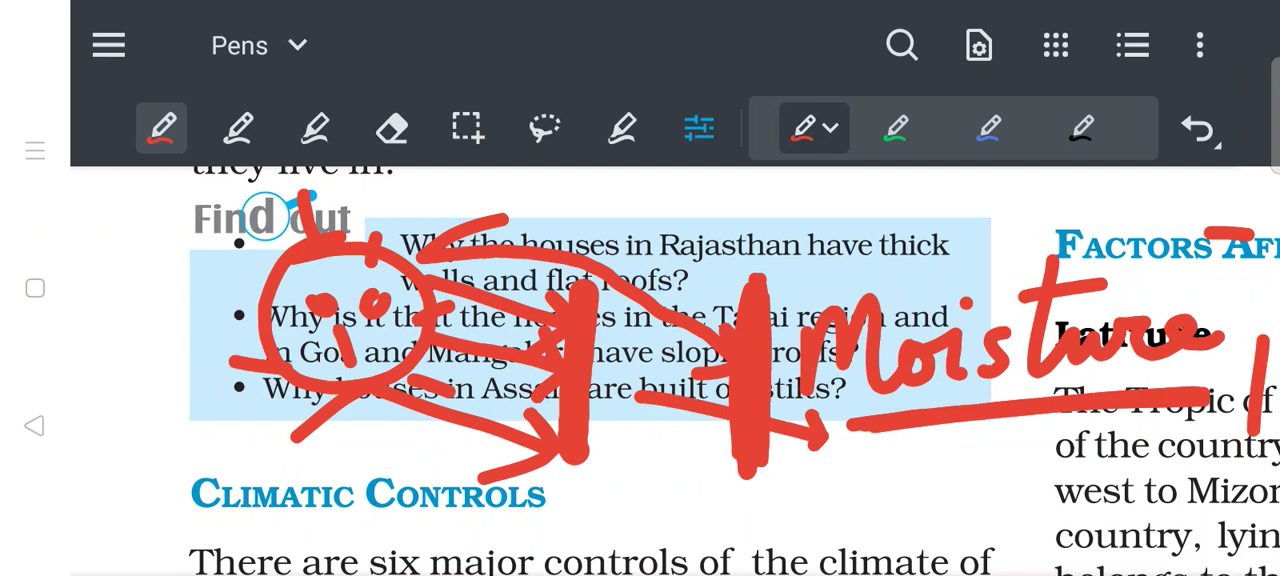 Pens
they live in.
Find out
• Why the houses in Rajasthan have thick
walls and flat roofs?
• Why is it that the houses in the Tarai region and
in Goa and Mangalore have sloping roofs?
• Why houses in Assam are built on stilts?
Moisture
CLIMATIC CONTROLS
There are six major controls of the climate of
FACTORS
Latitude
The Tropic of
of the country
west to
country, lying
belongs to